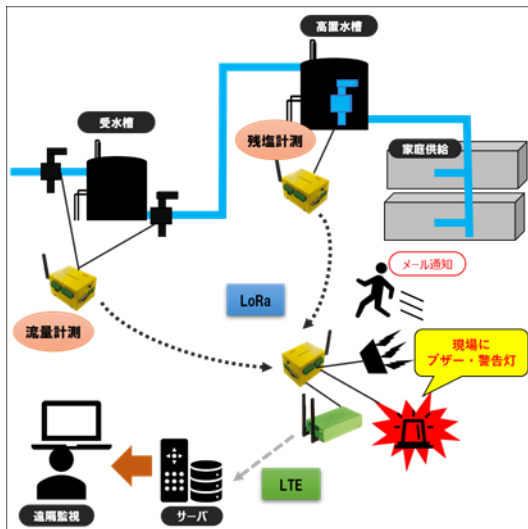 高置水槽
受水槽
残塩計測
家庭供給
メール通知
LoRa
流量計測
現場に
ブザー・警告灯
LTE
遠隔監視
サーバ